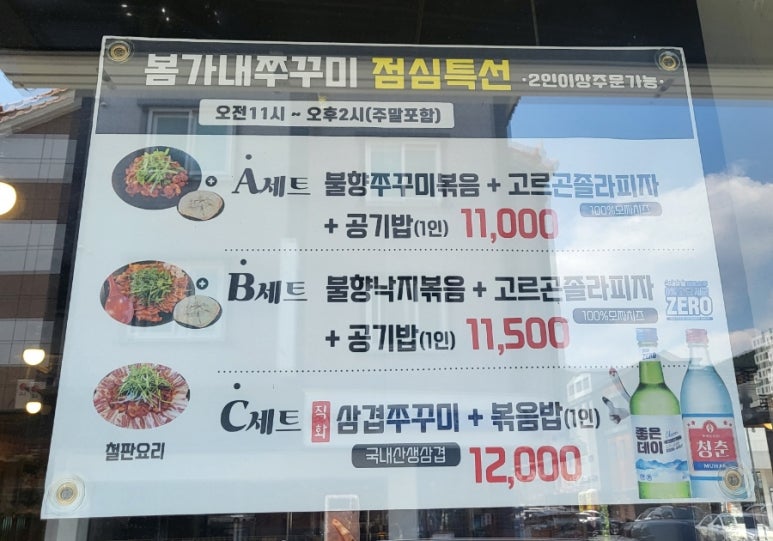 봄가내쭈꾸미 점심특선 ·2인이상주문가능·
오전11시 ~ 오후2시(주말포함)
A세트 불향쭈꾸미볶음 + 고르곤졸라피자
100%모짜치즈
+ 공기밥(1인) 11,000
B세트 불향낙지볶음 + 고르곤졸라피자
100%모짜치즈
+ 공기밥(1인) 11,500
ZERO
C세트 직화 삼겹쭈꾸미 + 볶음밥(1인)
국내산생삼겹 12,000
철판요리
좋은
데이
청춘
MUHAK